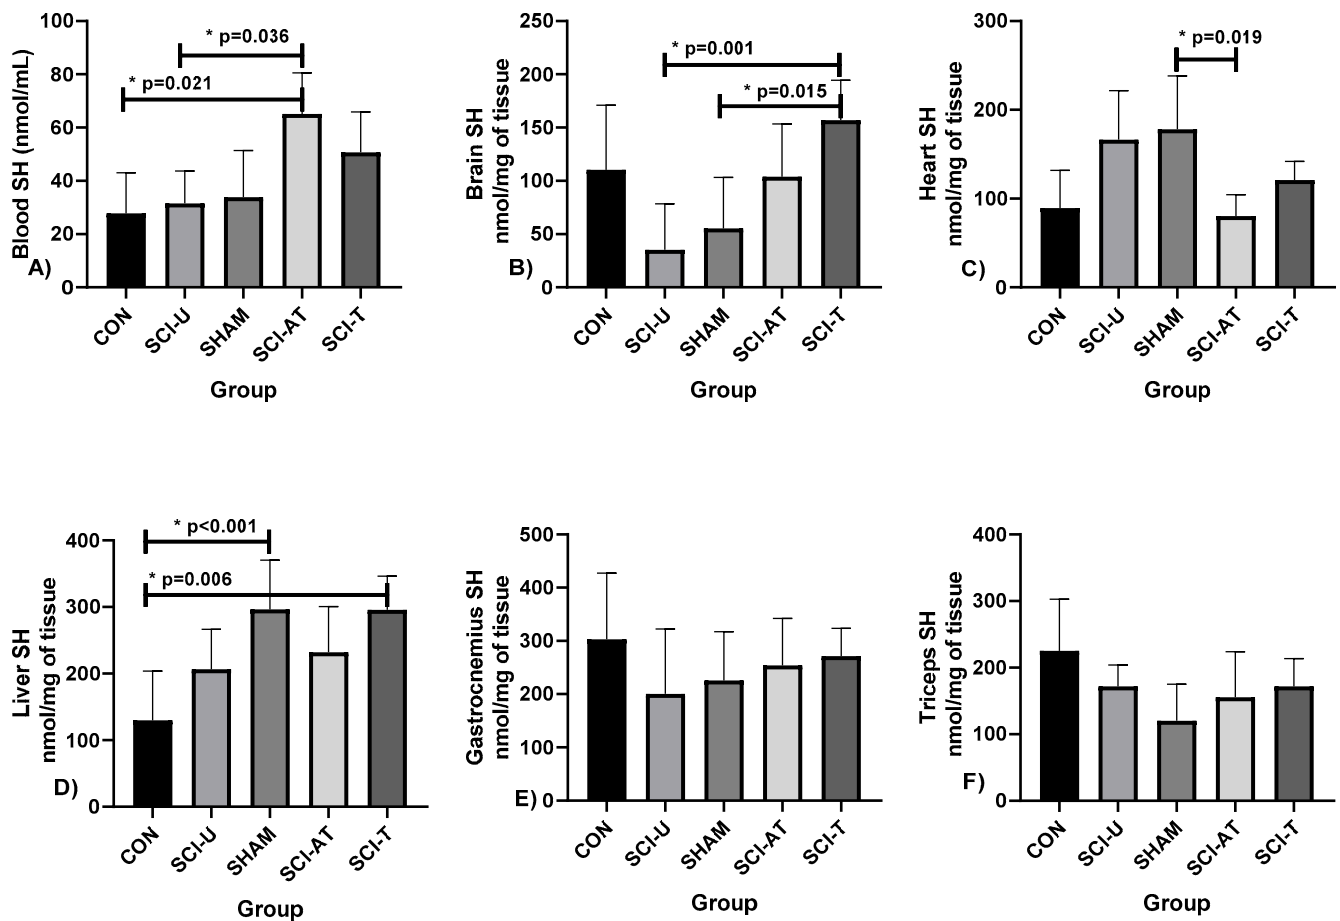 Blood SH (nmol/mL)
100
80
60
40
20
0
* p=0.036
* p=0.021
A)
CON
SCI-U
SHAM
SCI-AT
SCI-T
Group
Brain SH
nmol/mg of tissue
250
200
150
100
50
0
* p=0.001
* p=0.015
B)
CON
SCI-U
SHAM
SCI-AT
SCI-T
Group
Heart SH
nmol/mg of tissue
300
200
100
0
* p=0.019
C)
CON
SCI-U
SHAM
SCI-AT
SCI-T
Group
Liver SH
nmol/mg of tissue
400
300
200
100
0
* p<0.001
* p=0.006
D)
CON
SCI-U
SHAM
SCI-AT
SCI-T
Group
Gastrocnemius SH
nmol/mg of tissue
500
400
300
200
100
0
E)
CON
SCI-U
SHAM
SCI-AT
SCI-T
Group
Triceps SH
nmol/mg of tissue
400
300
200
100
0
F)
CON
SCI-U
SHAM
SCI-AT
SCI-T
Group